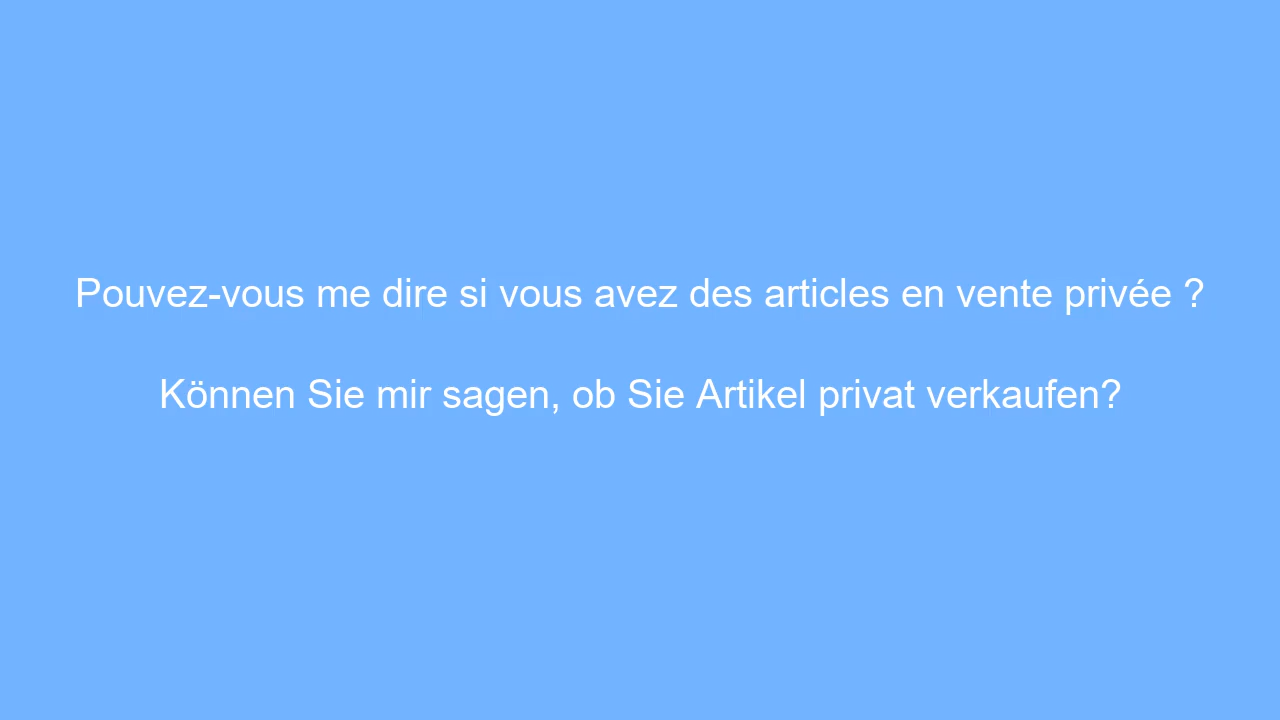 Pouvez-vous me dire si vous avez des articles en vente privée ?
Können Sie mir sagen, ob Sie Artikel privat verkaufen?